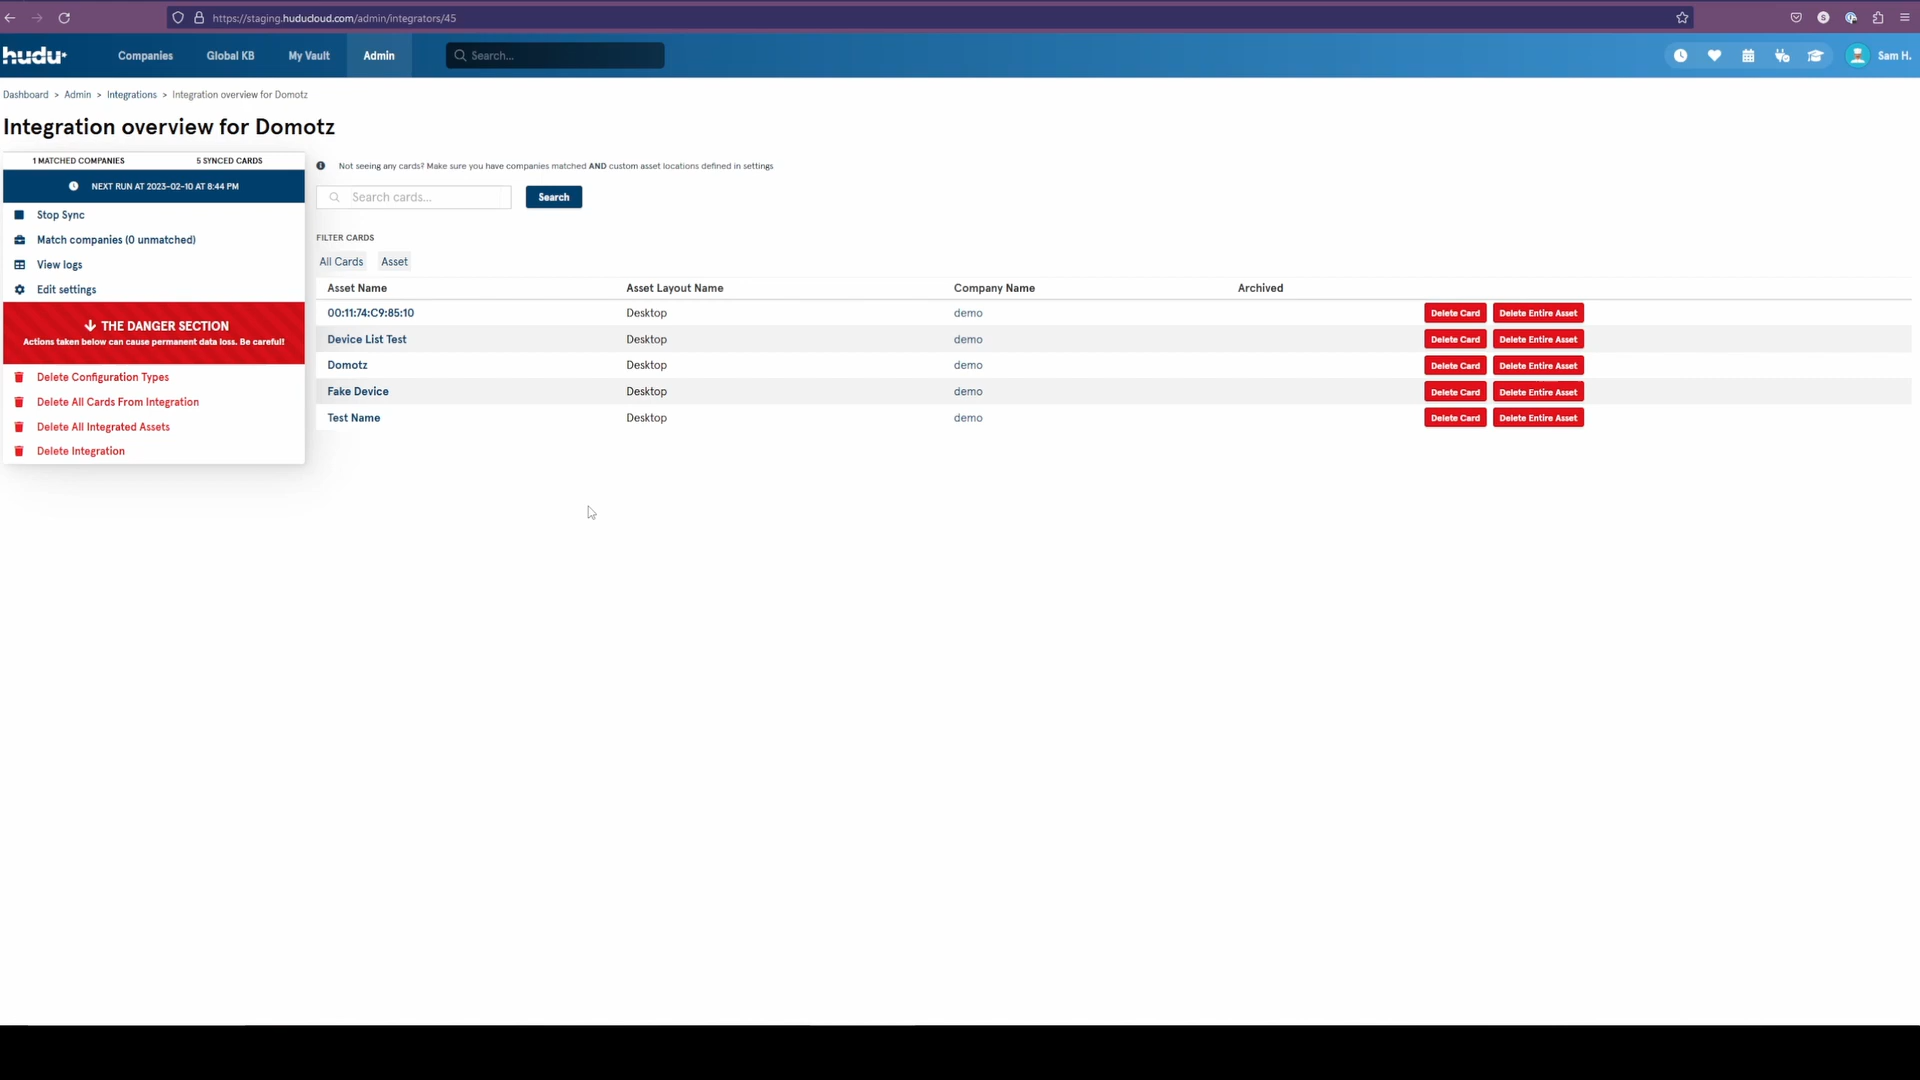 https://staging.huducloud.com/admin/integrators/45
hudu
Companies
Global KB
My Vault
Admin
Search...
Sam H.
Dashboard > Admin > Integrations > Integration overview for Domotz
Integration overview for Domotz
1 MATCHED COMPANIES
5 SYNCED CARDS
NEXT RUN AT 2023-02-10 AT 8:44 PM
Stop Sync
Match companies (0 unmatched)
View logs
Edit settings
THE DANGER SECTION
Actions taken below can cause permanent data loss. Be careful!
Delete Configuration Types
Delete All Cards From Integration
Delete All Integrated Assets
Delete Integration
Not seeing any cards? Make sure you have companies matched AND custom asset locations defined in settings
Search cards...
Search
FILTER CARDS
All Cards Asset
Asset Name Asset Layout Name Company Name Archived
00:11:74:C9:85:10 Desktop demo Delete Card Delete Entire Asset
Device List Test Desktop demo Delete Card Delete Entire Asset
Domotz Desktop demo Delete Card Delete Entire Asset
Fake Device Desktop demo Delete Card Delete Entire Asset
Test Name Desktop demo Delete Card Delete Entire Asset